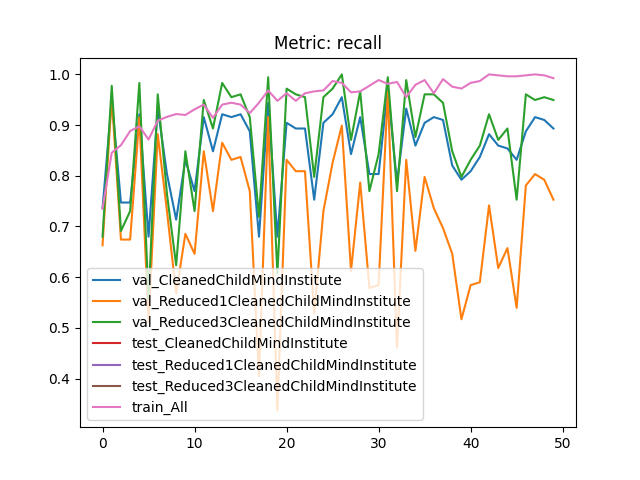 Metric: recall
1.0
0.9
0.8
0.7
0.6
0.5
0.4
val_CleanedChildMindInstitute
val_Reduced1CleanedChildMindInstitute
val_Reduced3CleanedChildMindInstitute
test_CleanedChildMindInstitute
test_Reduced1CleanedChildMindInstitute
test_Reduced3CleanedChildMindInstitute
train_All
0 10 20 30 40 50